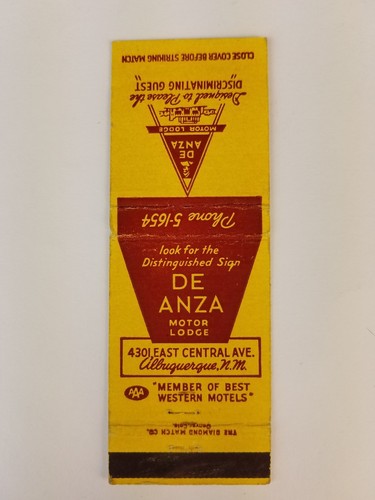 CLOSE COVER BEFORE STRIKING MATCH
Designed to Please the
"DISCRIMINATING GUEST"
MOTOR LODGE
DE
ANZA
Phone 5-1654
look for the
Distinguished Sign
DE
ANZA
MOTOR
LODGE
4301 EAST CENTRAL AVE.
Albuquerque, N.M.
AAA
"MEMBER OF BEST
WESTERN MOTELS"
THE DIAMOND MATCH CO.